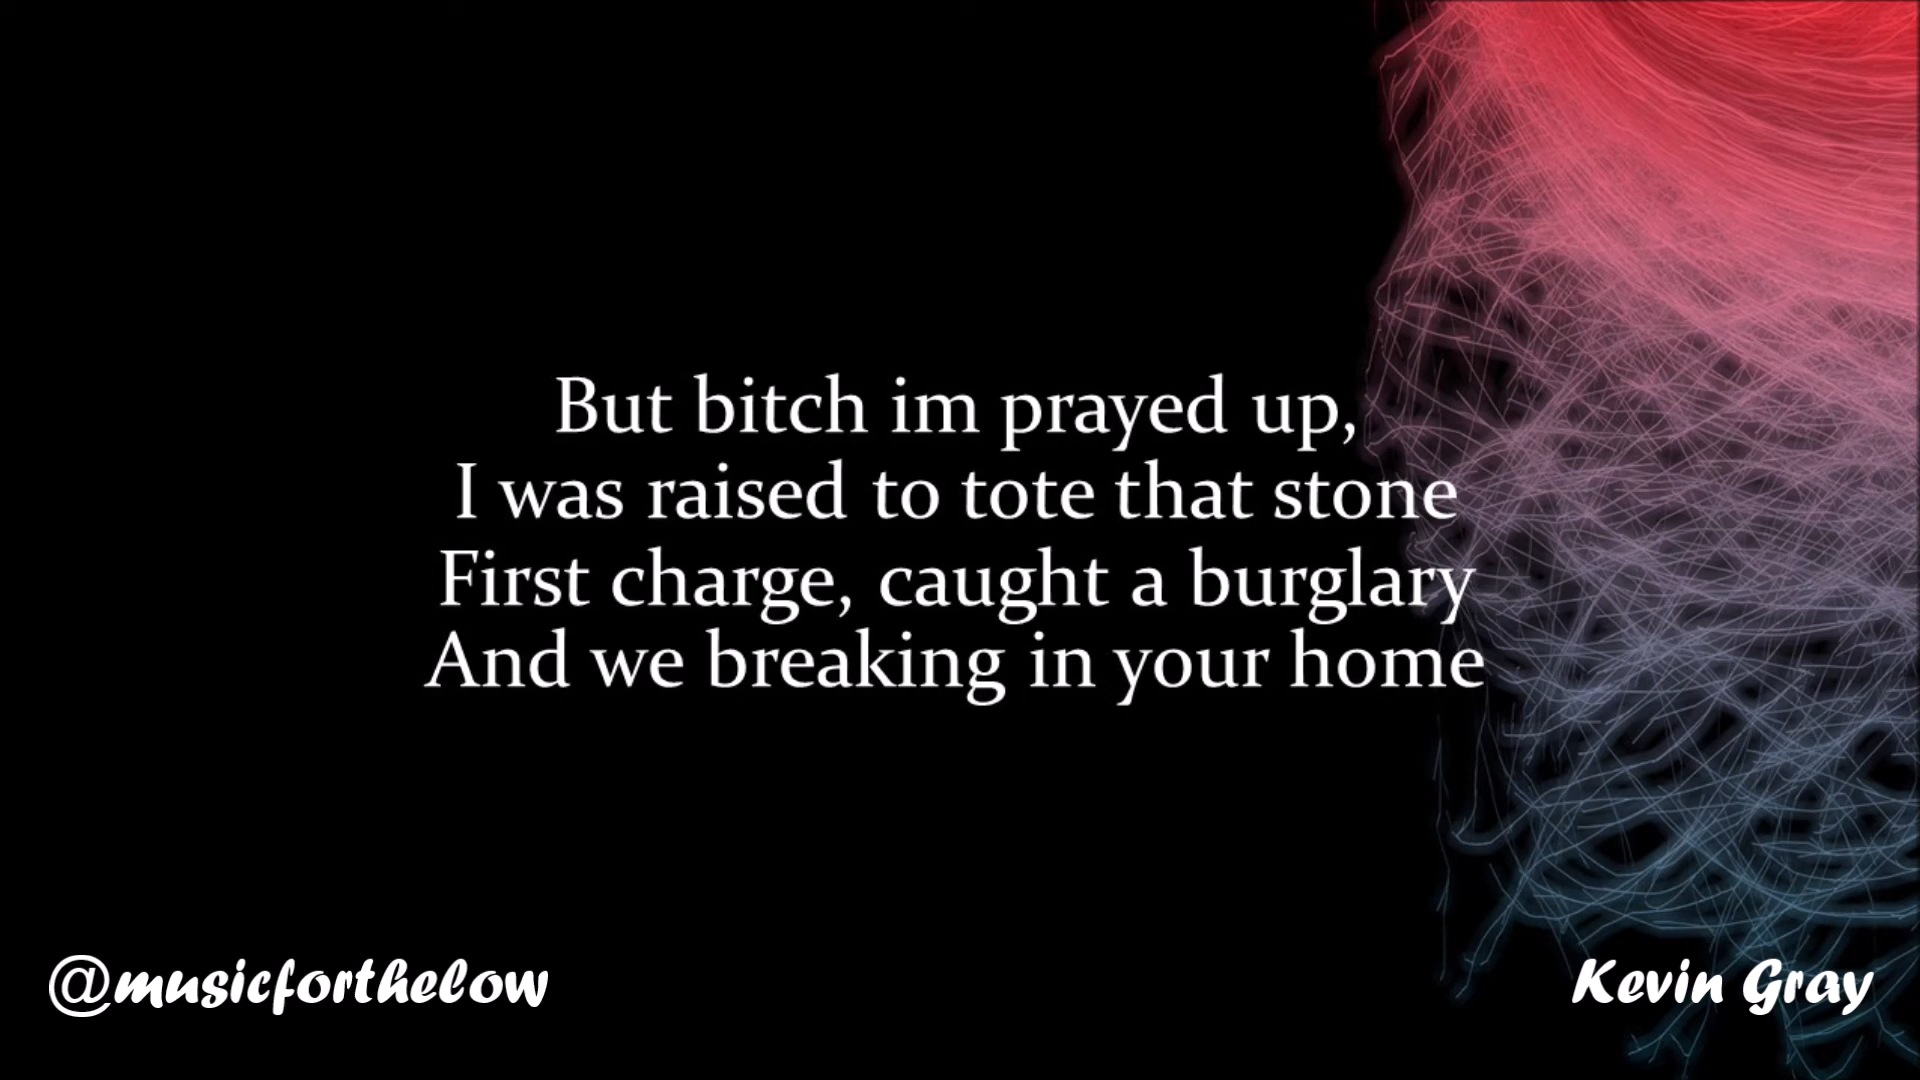 But bitch im prayed up,
I was raised to tote that stone
First charge, caught a burglary
And we breaking in your home
@musicforthelow
Kevin Gray